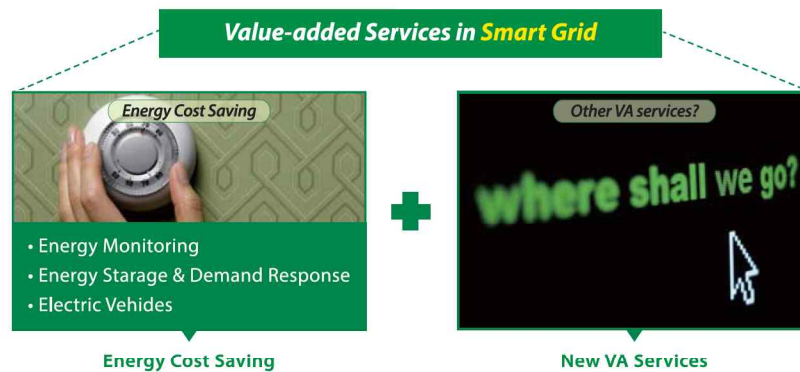 Value-added Services in Smart Grid
Energy Cost Saving
Other VA services?
where shall we go?
• Energy Monitoring
• Energy Starage & Demand Response
• Electric Vehides
Energy Cost Saving
New VA Services